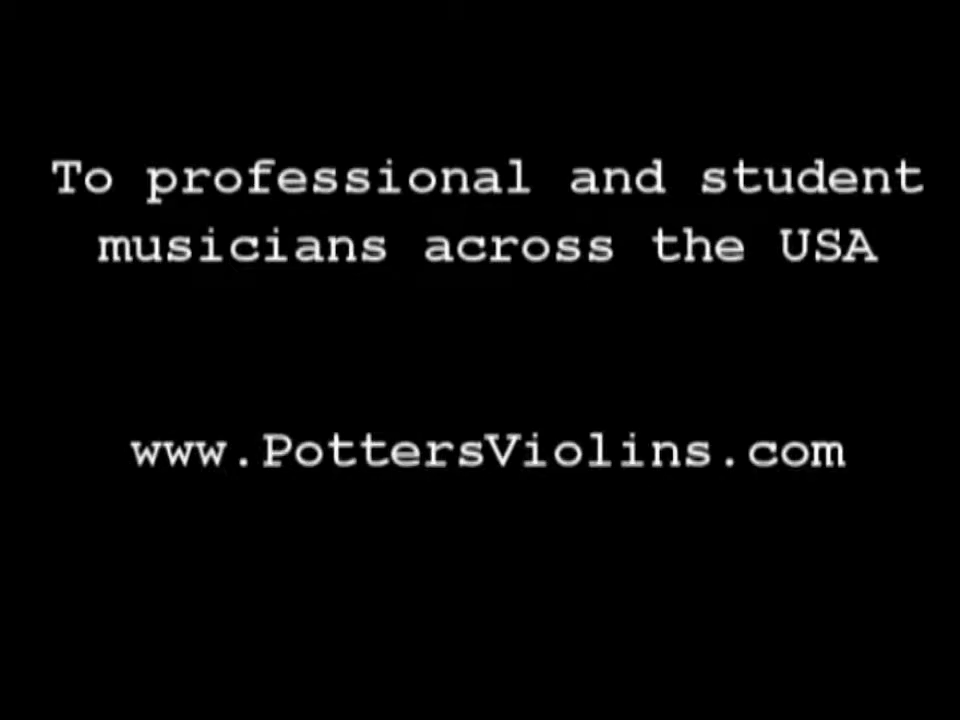 To professional and student
musicians across the USA
www.PottersViolins.com